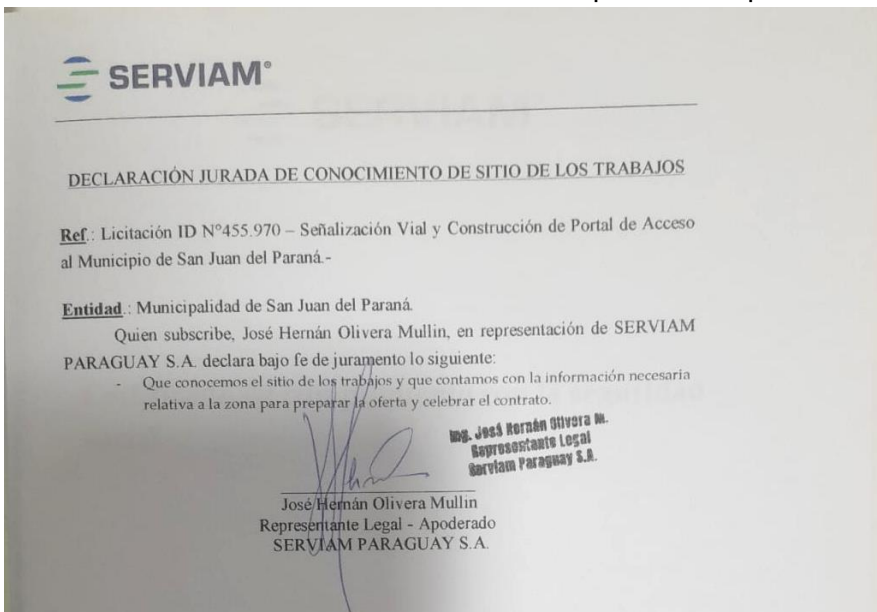 SERVIAM®
DECLARACIÓN JURADA DE CONOCIMIENTO DE SITIO DE LOS TRABAJOS
Ref.: Licitación ID N°455.970 – Señalización Vial y Construcción de Portal de Acceso
al Municipio de San Juan del Paraná.-
Entidad.: Municipalidad de San Juan del Paraná.
Quien subscribe, José Hernán Olivera Mullin, en representación de SERVIAM
PARAGUAY S.A. declara bajo fe de juramento lo siguiente:
- Que conocemos el sitio de los trabajos y que contamos con la información necesaria
relativa a la zona para preparar la oferta y celebrar el contrato.
Ing. José Hernán Olivera M.
Representante Legal
Serviam Paraguay S.A.
José Hernán Olivera Mullin
Representante Legal - Apoderado
SERVIAM PARAGUAY S.A.